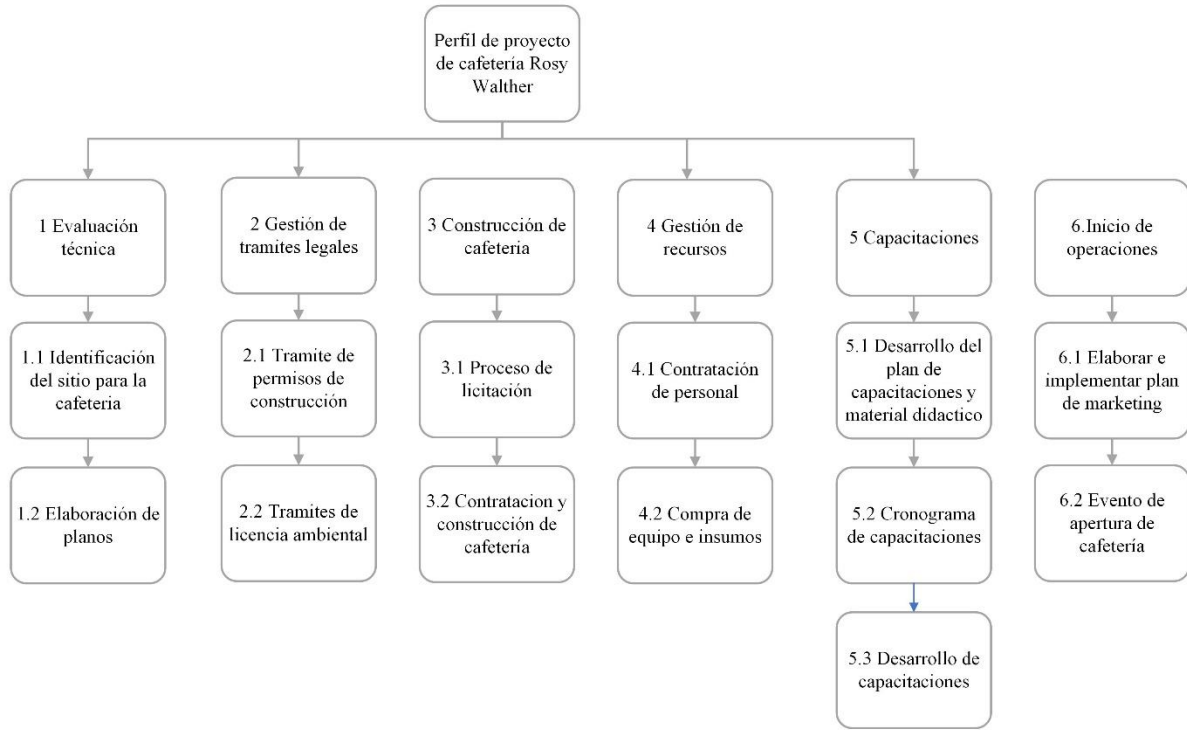 Perfil de proyecto
de cafetería Rosy
Walther
1 Evaluación
técnica
2 Gestión de
tramites legales
3 Construcción de
cafetería
4 Gestión de
recursos
5 Capacitaciones
6.Inicio de
operaciones
1.1 Identificación
del sitio para la
cafeteria
2.1 Tramite de
permisos de
construcción
3.1 Proceso de
licitación
4.1 Contratación
de personal
5.1 Desarrollo del
plan de
capacitaciones y
material didactico
6.1 Elaborar e
implementar plan
de marketing
1.2 Elaboración de
planos
2.2 Tramites de
licencia ambiental
3.2 Contratacion y
construcción de
cafetería
4.2 Compra de
equipo e insumos
5.2 Cronograma
de capacitaciones
6.2 Evento de
apertura de
cafetería
5.3 Desarrollo de
capacitaciones